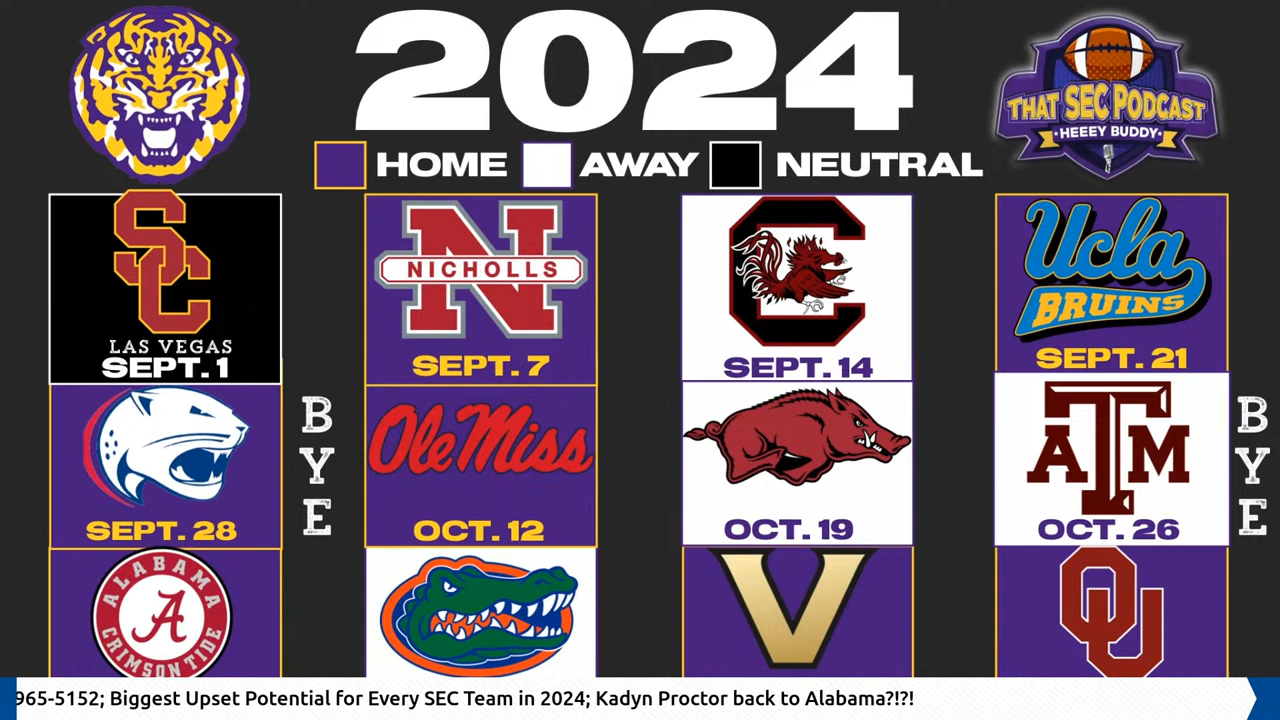 2024
THAT SEC PODCAST
HEEEY BUDDY
HOME
AWAY
NEUTRAL
SC
LAS VEGAS
SEPT. 1
N
NICHOLLS
SEPT. 7
C
SEPT. 14
Ucla
BRUINS
SEPT. 21
SEPT. 28
BYE
Ole Miss
OCT. 12
OCT. 19
ATM
OCT. 26
BYE
ALABAMA
A
CRIMSON TIDE
V
OU
965-5152; Biggest Upset Potential for Every SEC Team in 2024; Kadyn Proctor back to Alabama?!?!